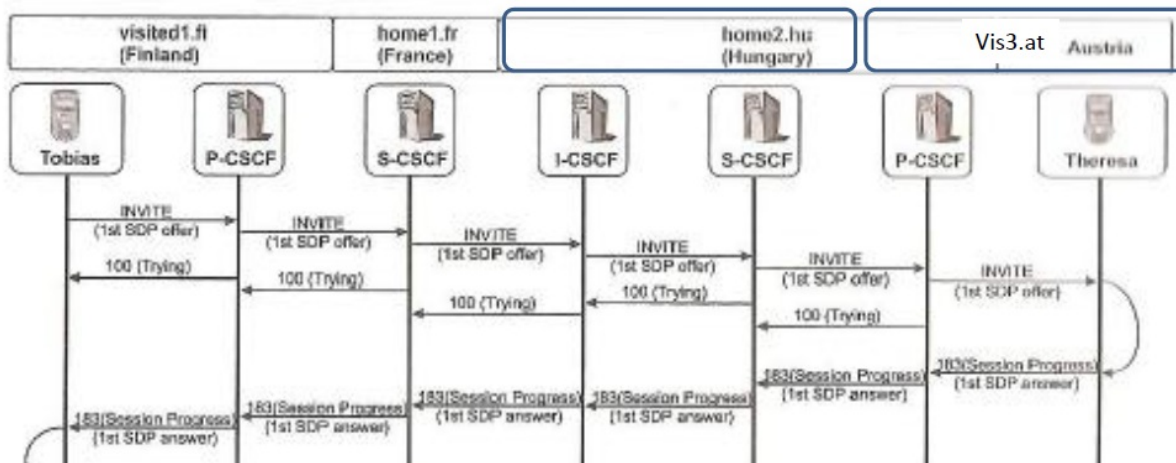 visited1.fi
(Finland)
home1.fr
(France)
home2.hu
(Hungary)
Vis3.at
Austria
Tobias
P-CSCF
S-CSCF
I-CSCF
S-CSCF
P-CSCF
Theresa
INVITE
(1st SDP offer)
INVITE
(1st SDP offer)
INVITE
(1st SDP offer)
INVITE
(1st SDP offer)
INVITE
(1st SDP offer)
INVITE
(1st SDP offer)
100 (Trying)
100 (Trying)
100 (Trying)
100 (Trying)
100 (Trying)
183(Session Progress)
(1st SDP answer)
183(Session Progress)
(1st SDP answer)
183(Session Progress)
(1st SDP answer)
183(Session Progress)
(1st SDP answer)
183(Session Progress)
(1st SDP answer)
183(Session Progress)
(1st SDP answer)